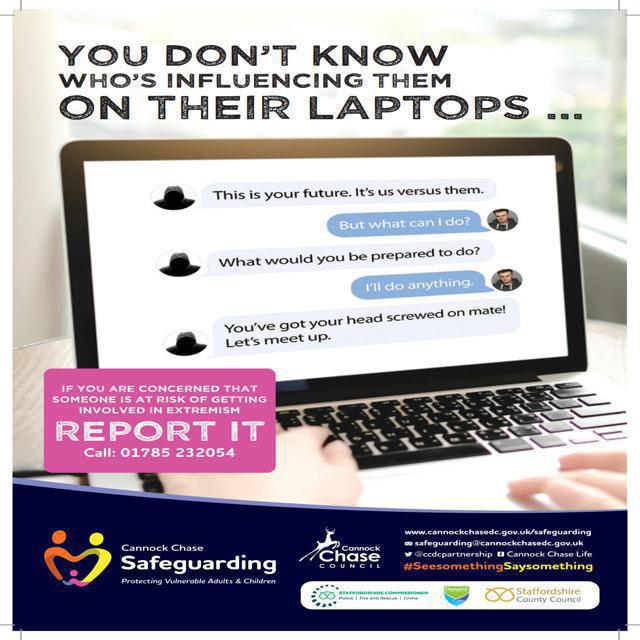 YOU DON'T KNOW
WHO'S INFLUENCING THEM
ON THEIR LAPTOPS ...
This is your future. It's us versus them.
But what can I do?
What would you be prepared to do?
I'll do anything.
You've got your head screwed on mate!
Let's meet up.
IF YOU ARE CONCERNED THAT
SOMEONE IS AT RISK OF GETTING
INVOLVED IN EXTREMISM
REPORT IT
Call: 01785 232054
Cannock Chase
Safeguarding
Protecting Vulnerable Adults & Children
Cannock
Chase
COUNCIL
www.cannockchasedc.gov.uk/safeguarding
safeguarding@cannockchasedc.gov.uk
@ccdcpartnership Cannock Chase Life
#SeesomethingSaysomething
STAFFORDSHIRE COMMISSIONER
Police | Fire and Rescue | Crime
Prevent
Staffordshire
County Council